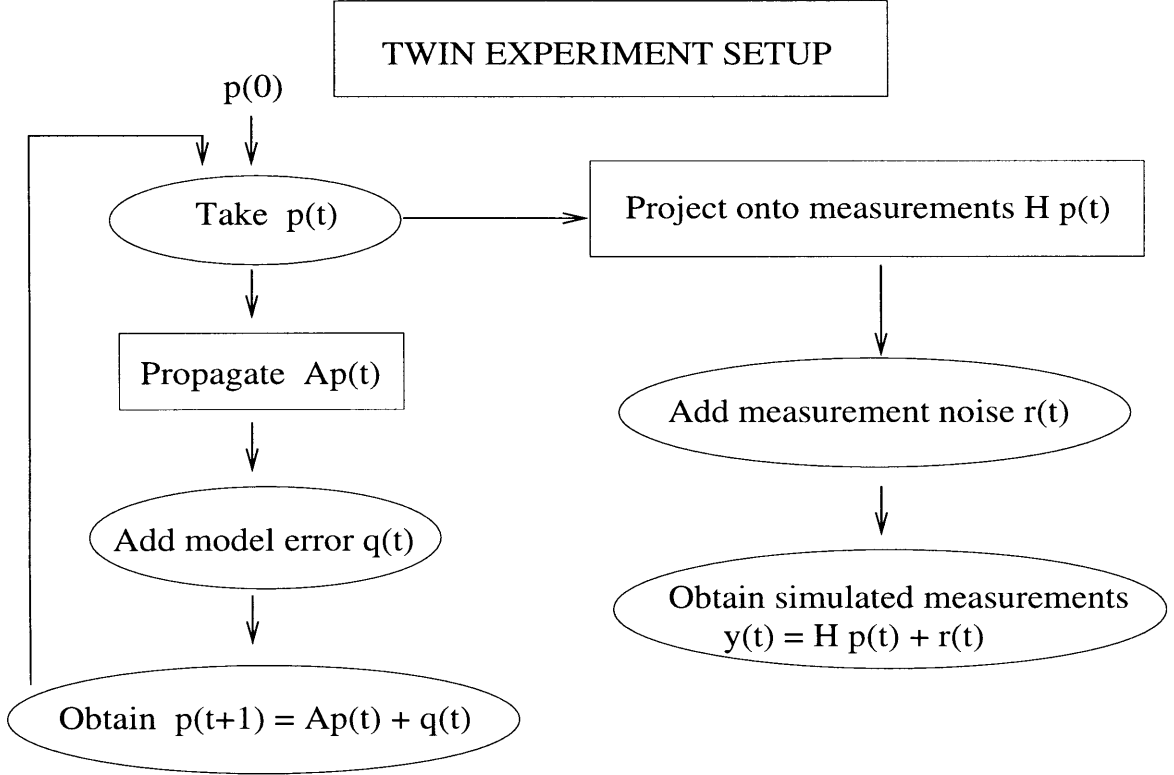 TWIN EXPERIMENT SETUP
p(0)
Take p(t)
Project onto measurements H p(t)
Propagate Ap(t)
Add measurement noise r(t)
Add model error q(t)
Obtain simulated measurements
y(t) = H p(t) + r(t)
Obtain p(t+1) = Ap(t) + q(t)